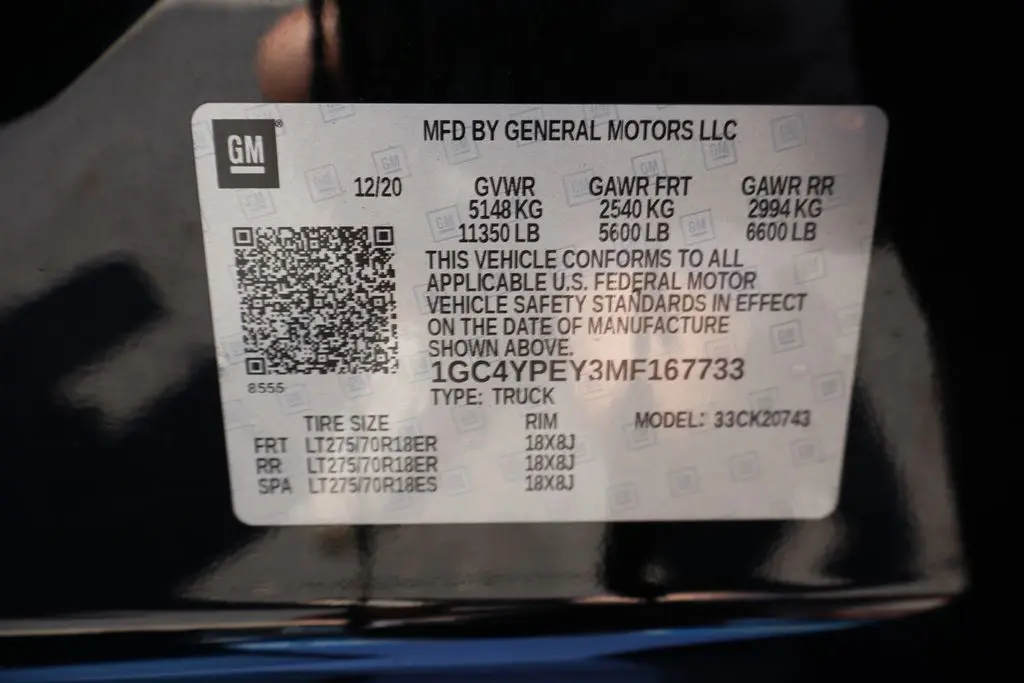 GM
MFD BY GENERAL MOTORS LLC
12/20 GVWR GAWR FRT GAWR RR
5148 KG 2540 KG 2994 KG
11350 LB 5600 LB 6600 LB
THIS VEHICLE CONFORMS TO ALL
APPLICABLE U.S. FEDERAL MOTOR
VEHICLE SAFETY STANDARDS IN EFFECT
ON THE DATE OF MANUFACTURE
SHOWN ABOVE.
1GC4YPEY3MF167733
8555
TYPE: TRUCK
TIRE SIZE RIM MODEL: 33CK20743
FRT LT275/70R18ER 18X8J
RR LT275/70R18ER 18X8J
SPA LT275/70R18ES 18X8J